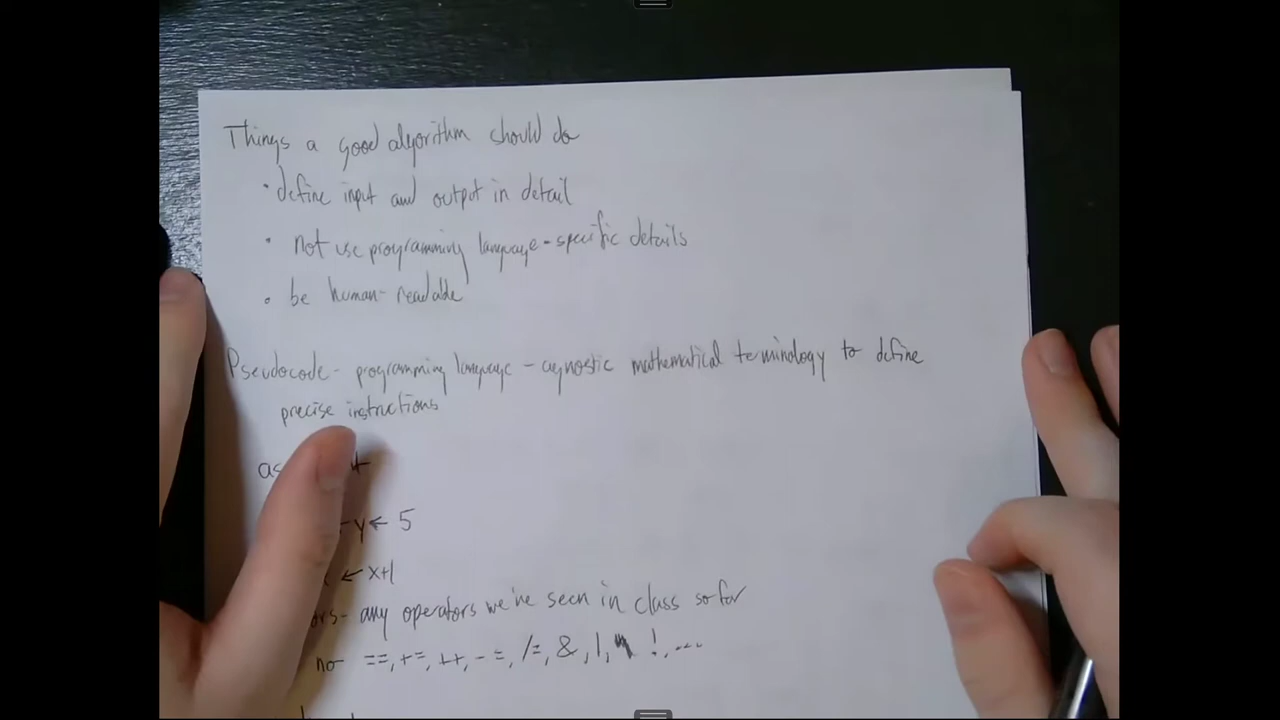 Things a good algorithm should do
· define input and output in detail
· not use programming language-specific details
· be human-readable
Pseudocode- programming language-agnostic mathematical terminology to define
precise instructions
y ← 5
← x+1
any operators we've seen in class so far
no ==, +=, ++, -=, /=, &, |, !, ...